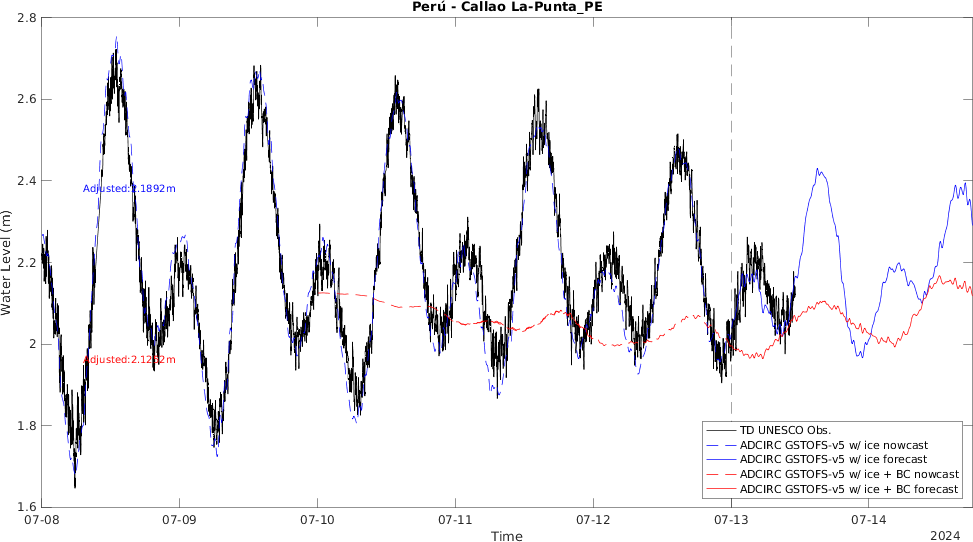 Perú - Callao La-Punta_PE
2.8
2.6
2.4
2.2
2
1.8
1.6
Water Level (m)
Adjusted:2.1892m
Adjusted:2.1282m
TD UNESCO Obs.
ADCIRC GSTOFS-v5 w/ ice nowcast
ADCIRC GSTOFS-v5 w/ ice forecast
ADCIRC GSTOFS-v5 w/ ice + BC nowcast
ADCIRC GSTOFS-v5 w/ ice + BC forecast
07-08 07-09 07-10 07-11 07-12 07-13 07-14
Time
2024